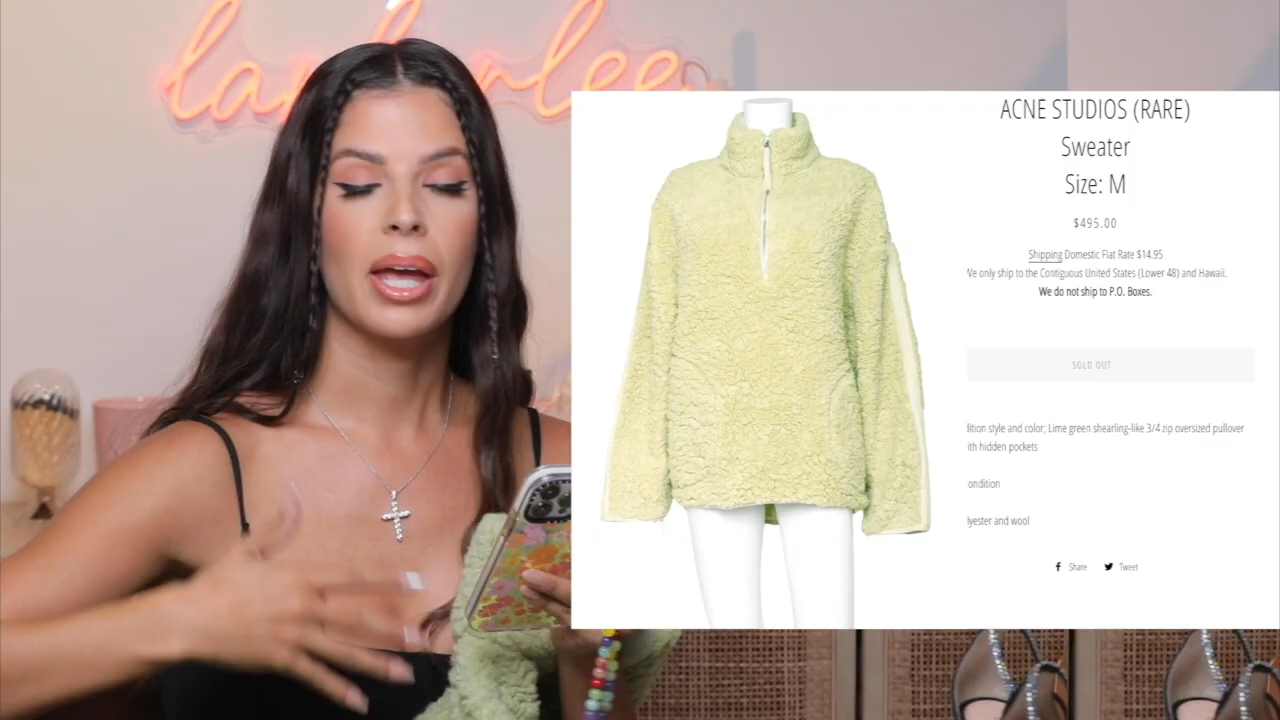 ACNE STUDIOS (RARE)
Sweater
Size: M
$495.00
Shipping Domestic Flat Rate $14.95
We only ship to the Contiguous United States (Lower 48) and Hawaii.
We do not ship to P.O. Boxes.
SOLD OUT
lition style and color; Lime green shearling-like 3/4 zip oversized pullover
ith hidden pockets
ondition
lyester and wool
Share
Tweet